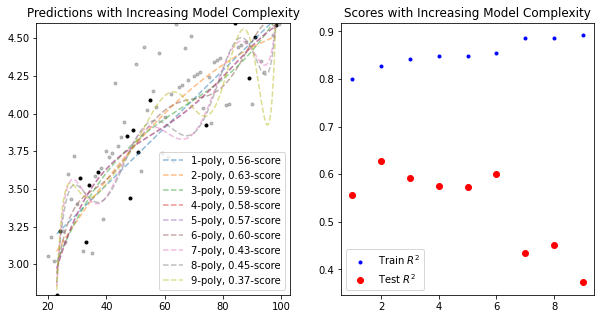 Predictions with Increasing Model Complexity
4.50
4.25
4.00
3.75
3.50
3.25
3.00
20
40
60
80
100
1-poly, 0.56-score
2-poly, 0.63-score
3-poly, 0.59-score
4-poly, 0.58-score
5-poly, 0.57-score
6-poly, 0.60-score
7-poly, 0.43-score
8-poly, 0.45-score
9-poly, 0.37-score
Scores with Increasing Model Complexity
0.9
0.8
0.7
0.6
0.5
0.4
2
4
6
8
Train R²
Test R²